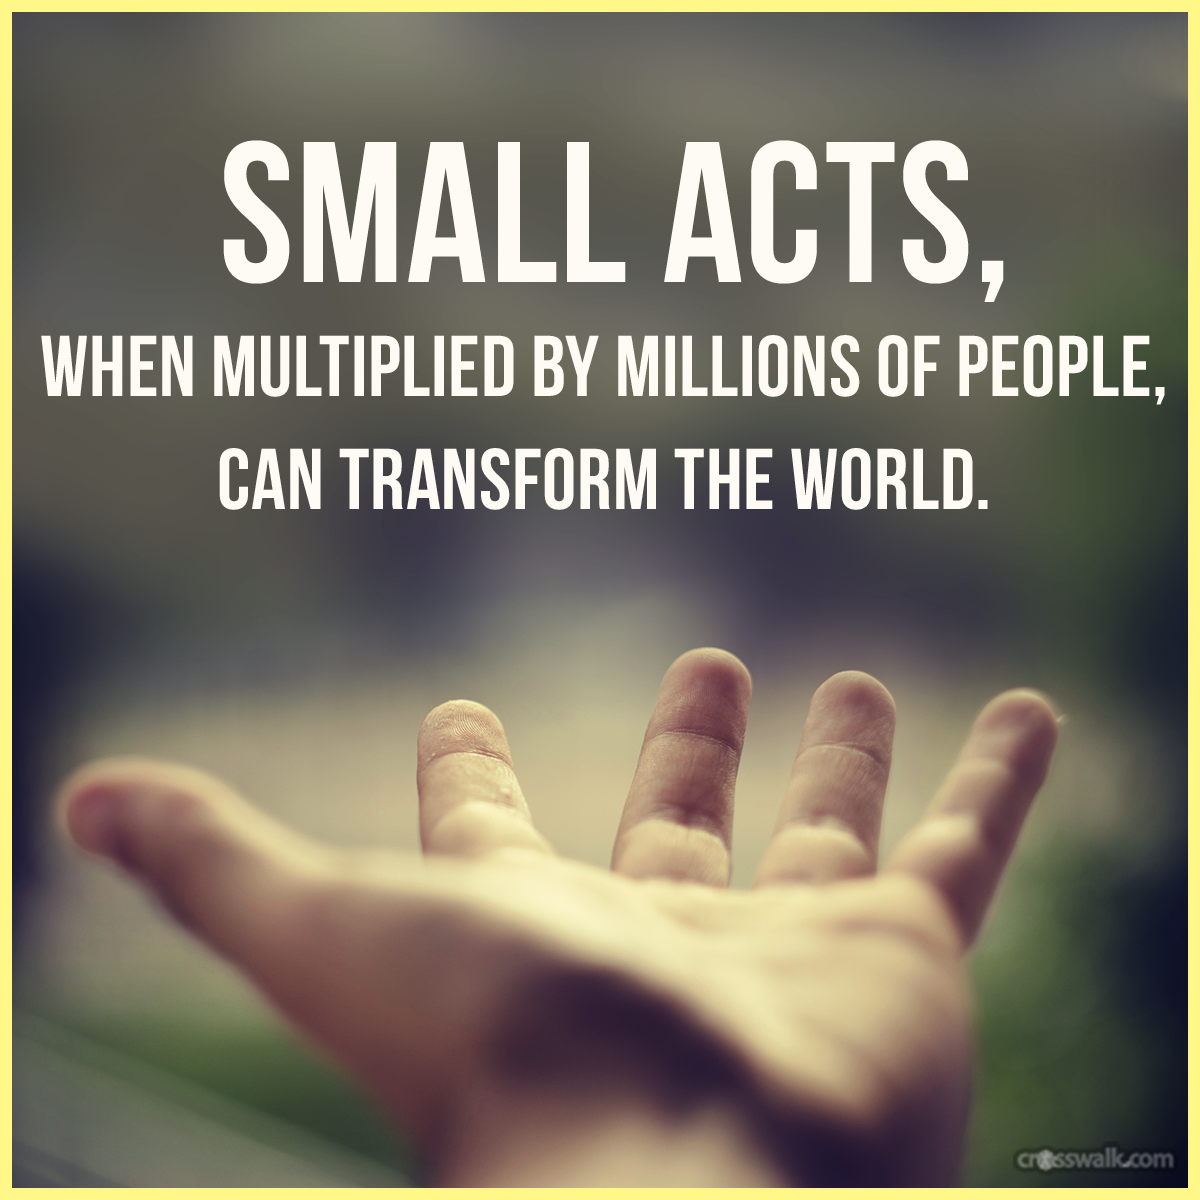 SMALL ACTS,
WHEN MULTIPLIED BY MILLIONS OF PEOPLE,
CAN TRANSFORM THE WORLD.
crosswalk.com